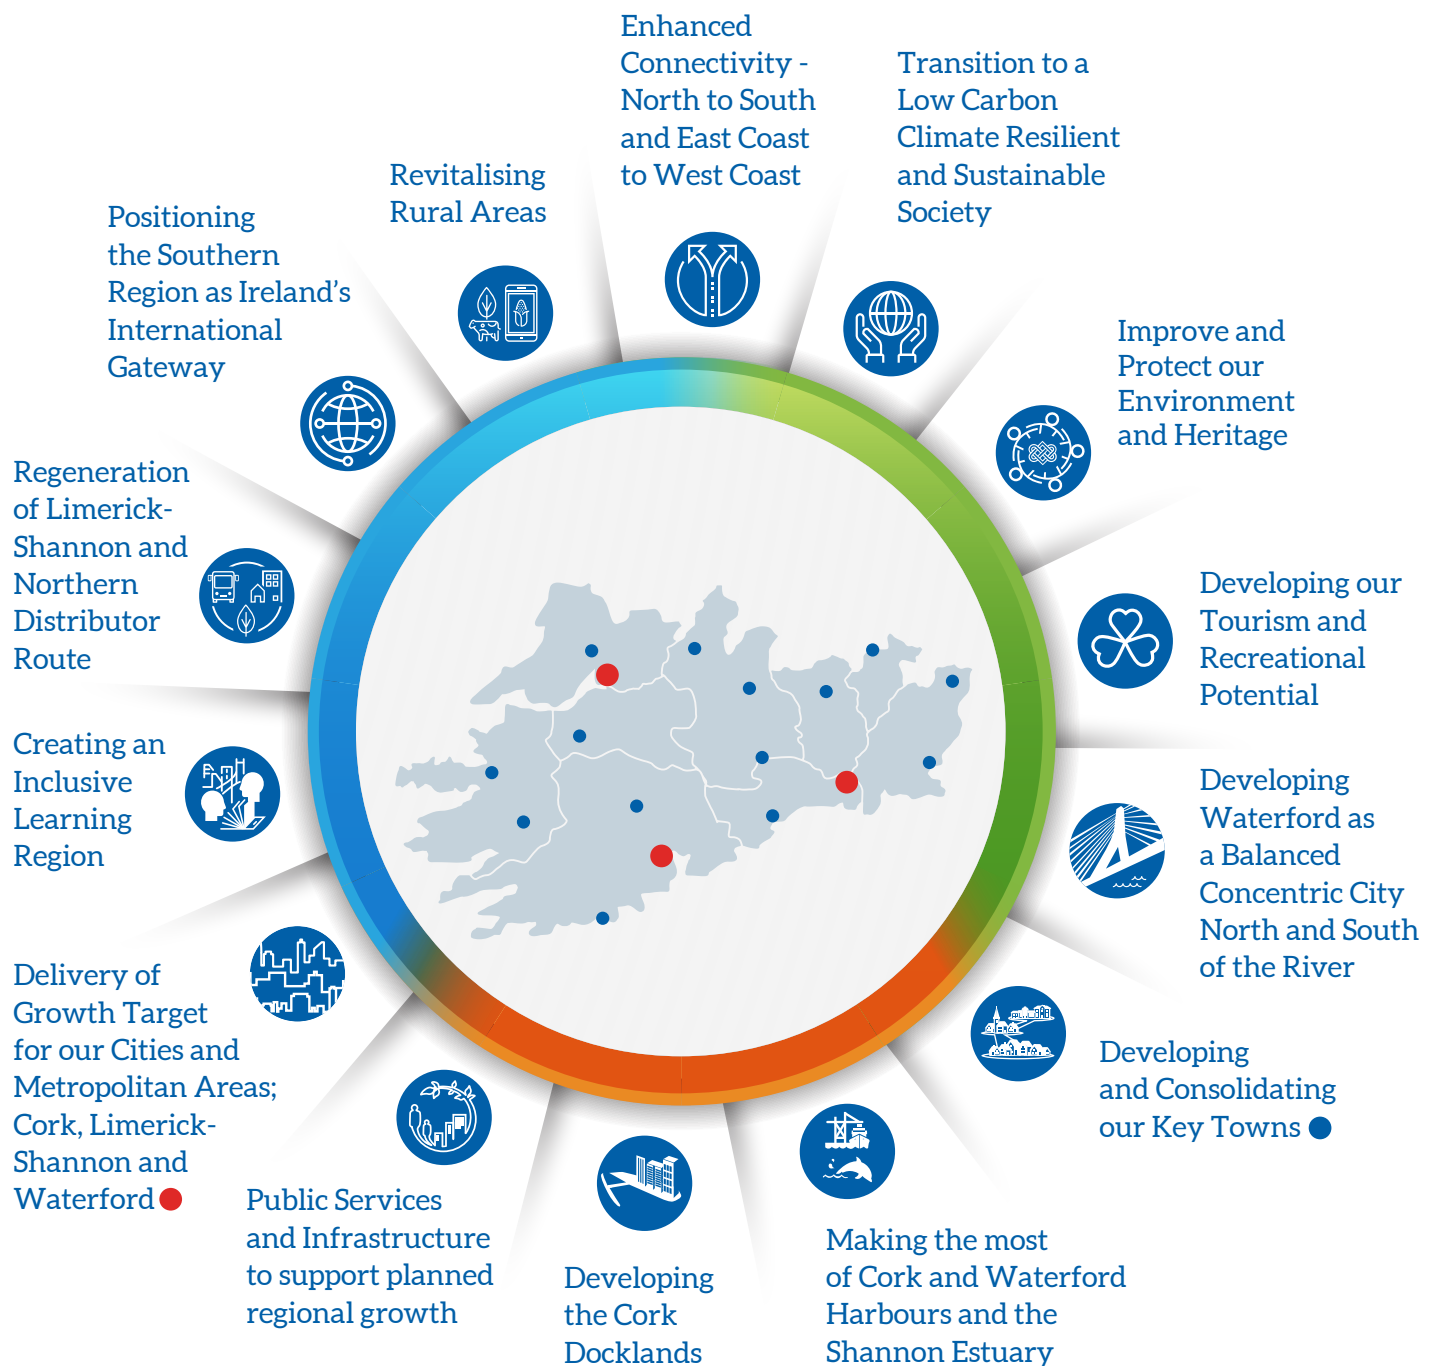 Enhanced
Connectivity -
North to South
and East Coast
to West Coast
Transition to a
Low Carbon
Climate Resilient
and Sustainable
Society
Improve and
Protect our
Environment
and Heritage
Developing our
Tourism and
Recreational
Potential
Developing
Waterford as
a Balanced
Concentric City
North and South
of the River
Developing
and Consolidating
our Key Towns
Making the most
of Cork and Waterford
Harbours and the
Shannon Estuary
Developing
the Cork
Docklands
Public Services
and Infrastructure
to support planned
regional growth
Delivery of
Growth Target
for our Cities and
Metropolitan Areas;
Cork, Limerick-
Shannon and
Waterford
Creating an
Inclusive
Learning
Region
Regeneration
of Limerick-
Shannon and
Northern
Distributor
Route
Positioning
the Southern
Region as Ireland’s
International
Gateway
Revitalising
Rural Areas